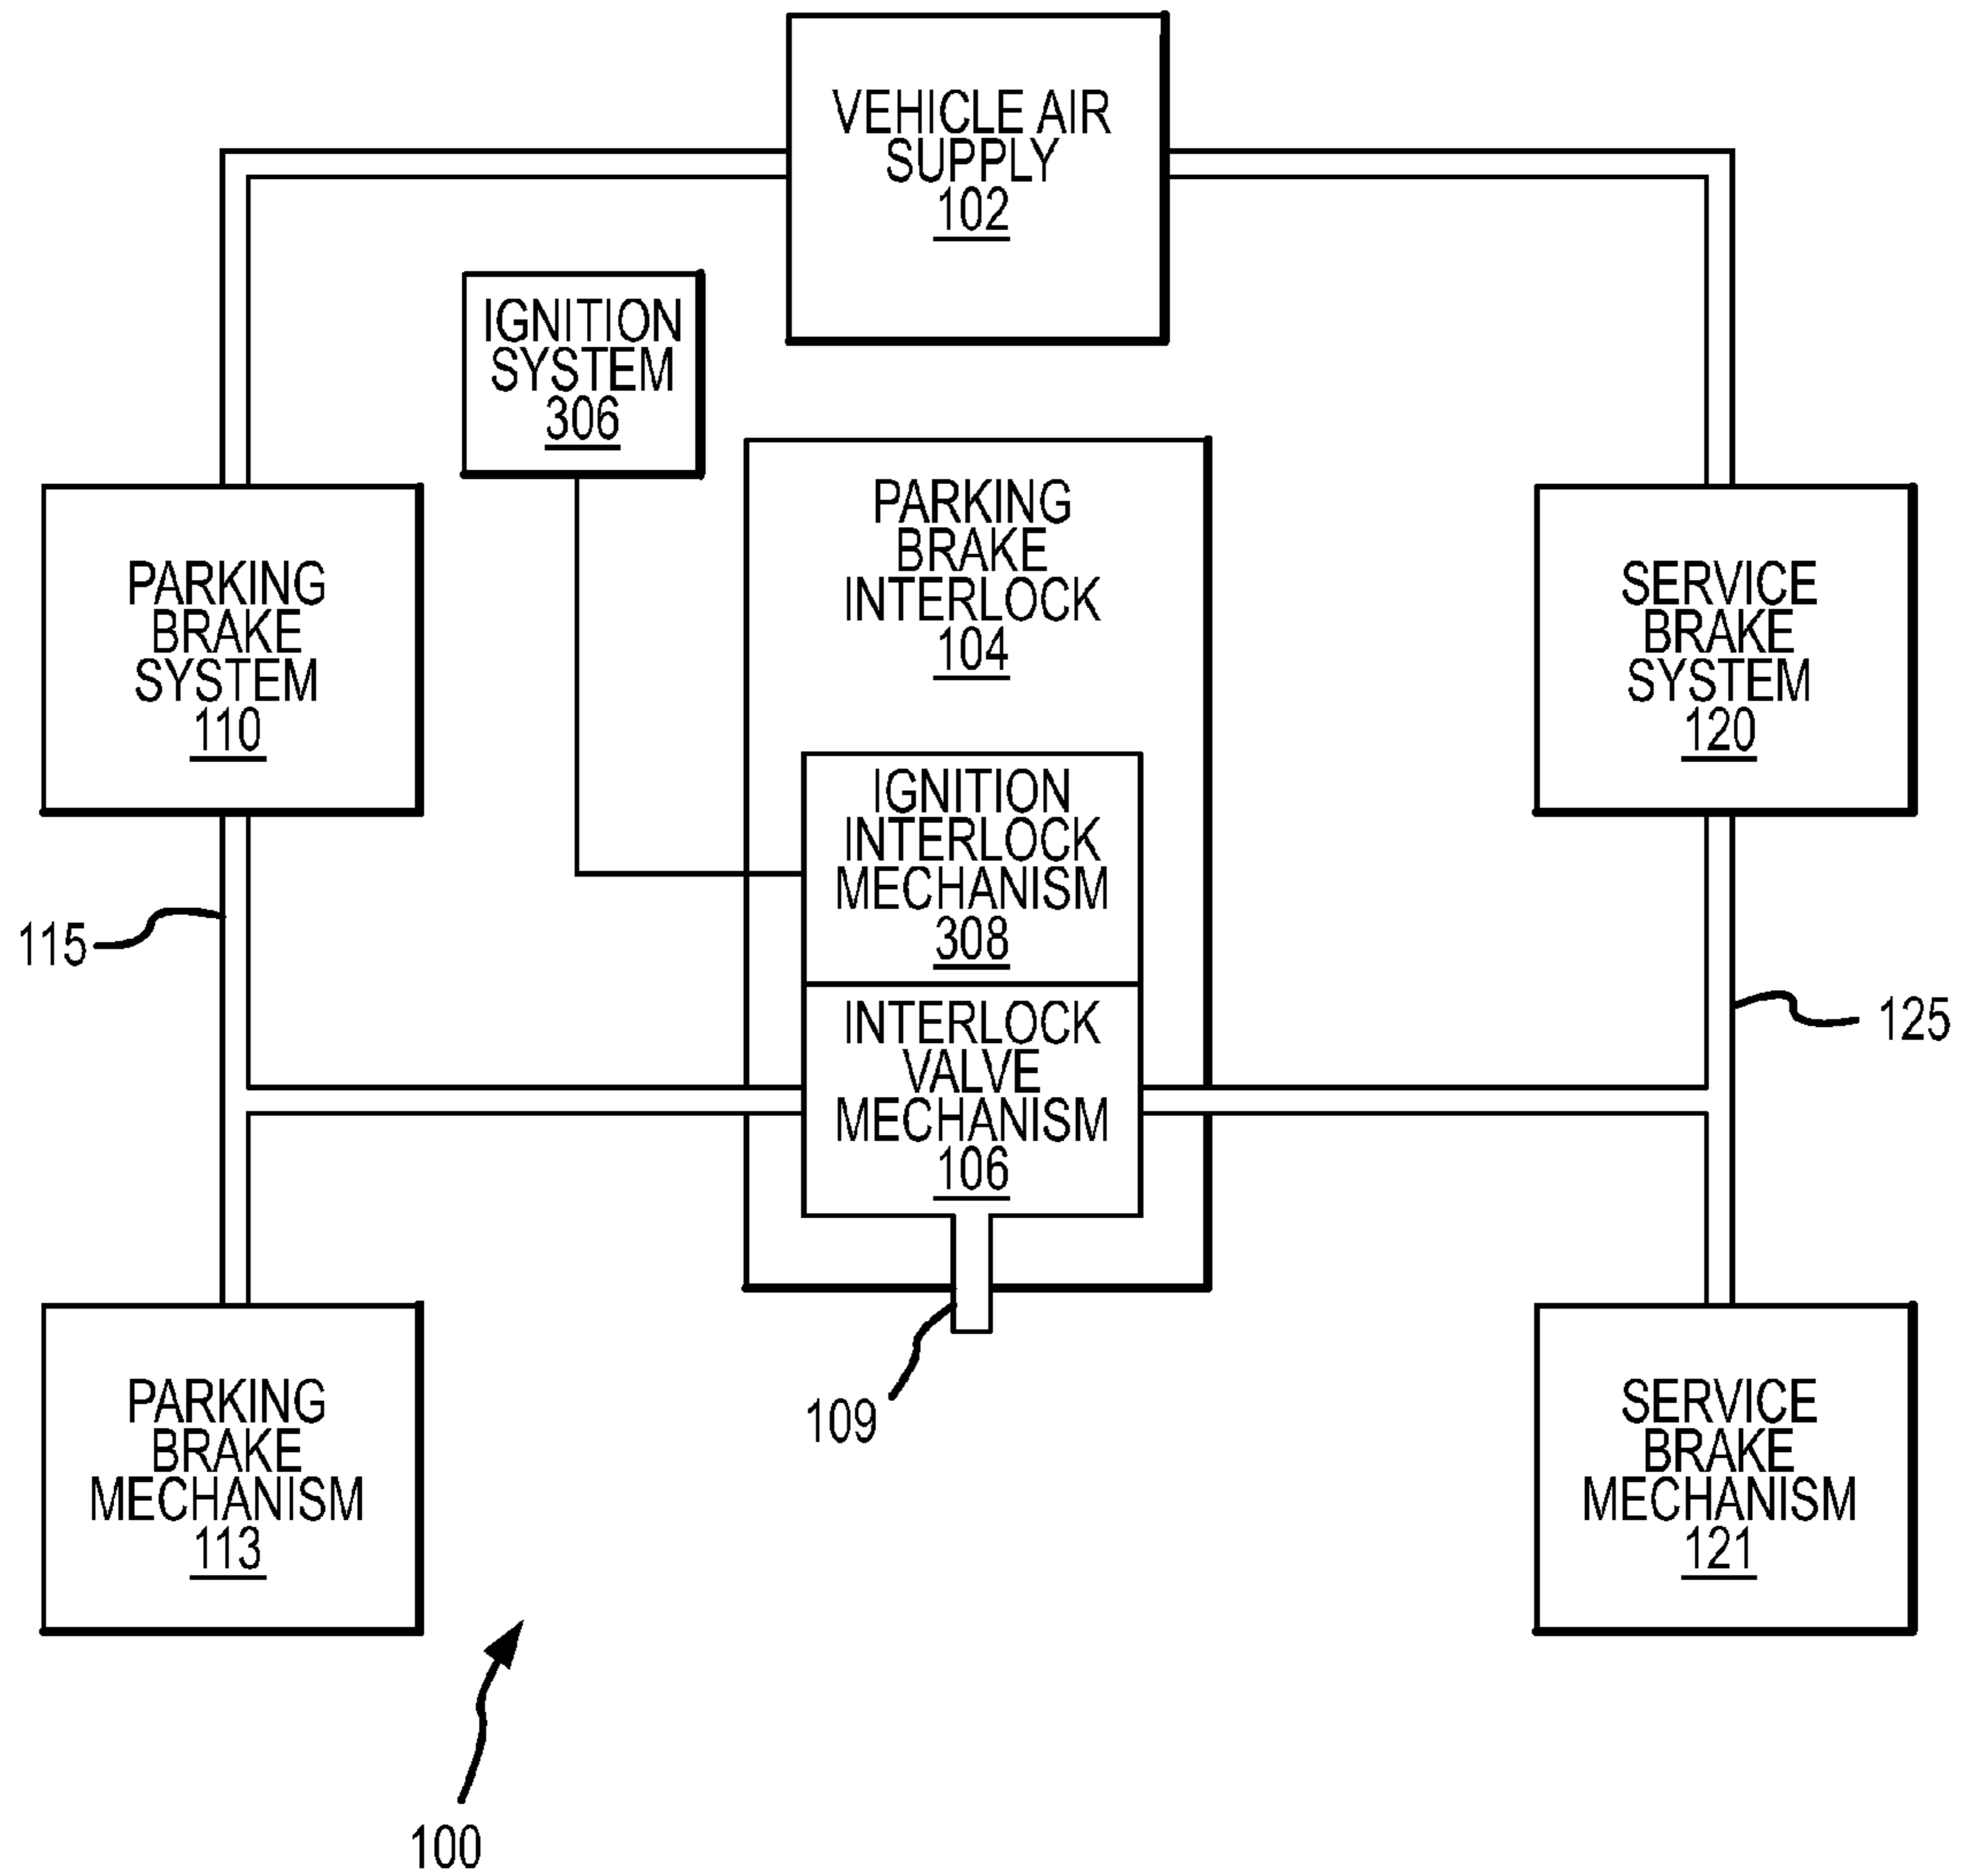 VEHICLE AIR
SUPPLY
102
IGNITION
SYSTEM
306
PARKING
BRAKE
INTERLOCK
104
PARKING
BRAKE
SYSTEM
110
SERVICE
BRAKE
SYSTEM
120
IGNITION
INTERLOCK
MECHANISM
308
115
INTERLOCK
VALVE
MECHANISM
106
125
109
PARKING
BRAKE
MECHANISM
113
SERVICE
BRAKE
MECHANISM
121
100